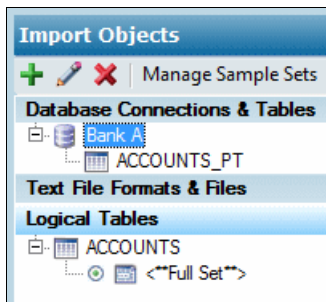 Import Objects
Manage Sample Sets
Database Connections & Tables
Bank A
ACCOUNTS_PT
Text File Formats & Files
Logical Tables
ACCOUNTS
<**Full Set**>